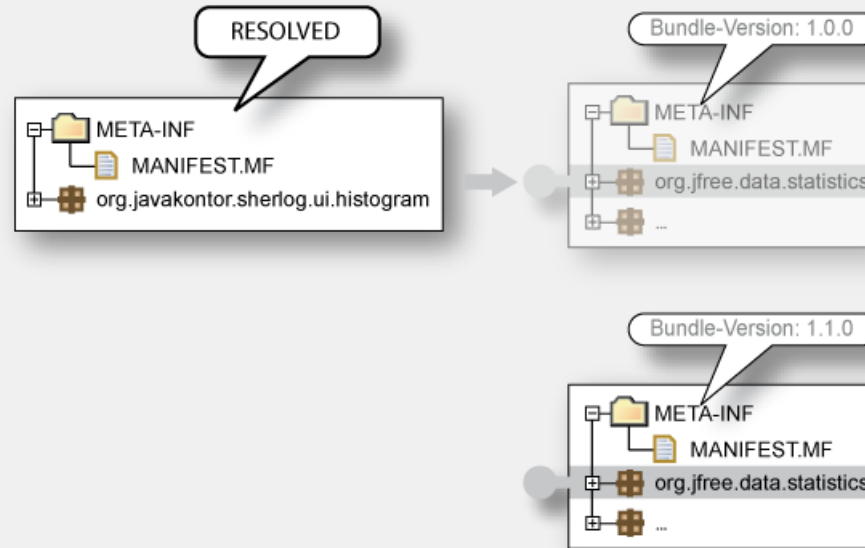 RESOLVED
META-INF
MANIFEST.MF
org.javakontor.sherlog.ui.histogram
Bundle-Version: 1.0.0
META-INF
MANIFEST.MF
org.jfree.data.statistics
...
Bundle-Version: 1.1.0
META-INF
MANIFEST.MF
org.jfree.data.statistics
...